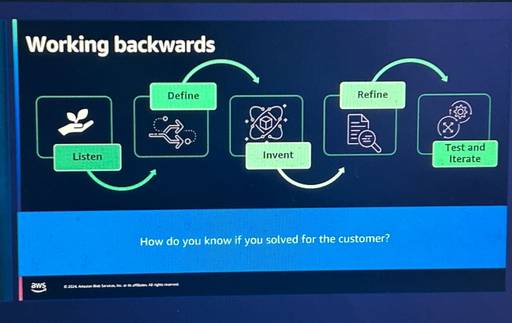 Working backwards
Define
Refine
Listen
Invent
Test and
Iterate
How do you know if you solved for the customer?
aws
© 2024, Amazon Web Services, Inc. or its affiliates. All rights reserved.